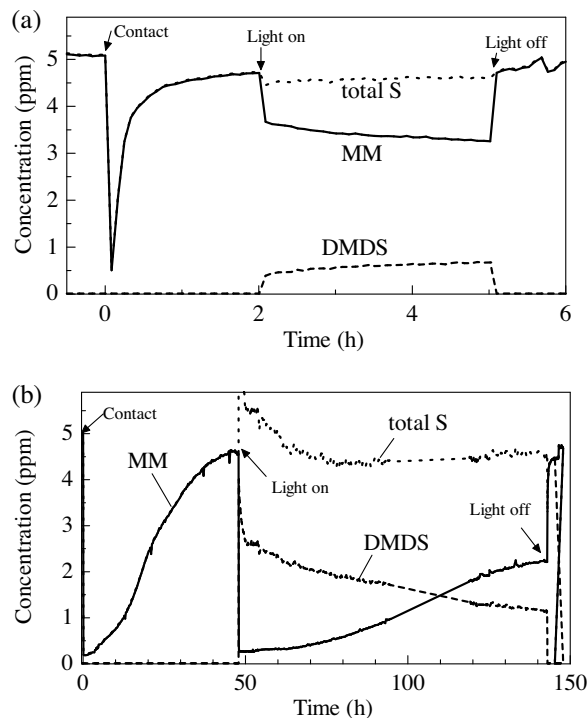 (a)
Contact
Light on
Light off
total S
MM
DMDS
Concentration (ppm)
5
4
3
2
1
0
0 2 4 6
Time (h)
(b)
Contact
MM
total S
Light on
Light off
DMDS
Concentration (ppm)
5
4
3
2
1
0
0 50 100 150
Time (h)